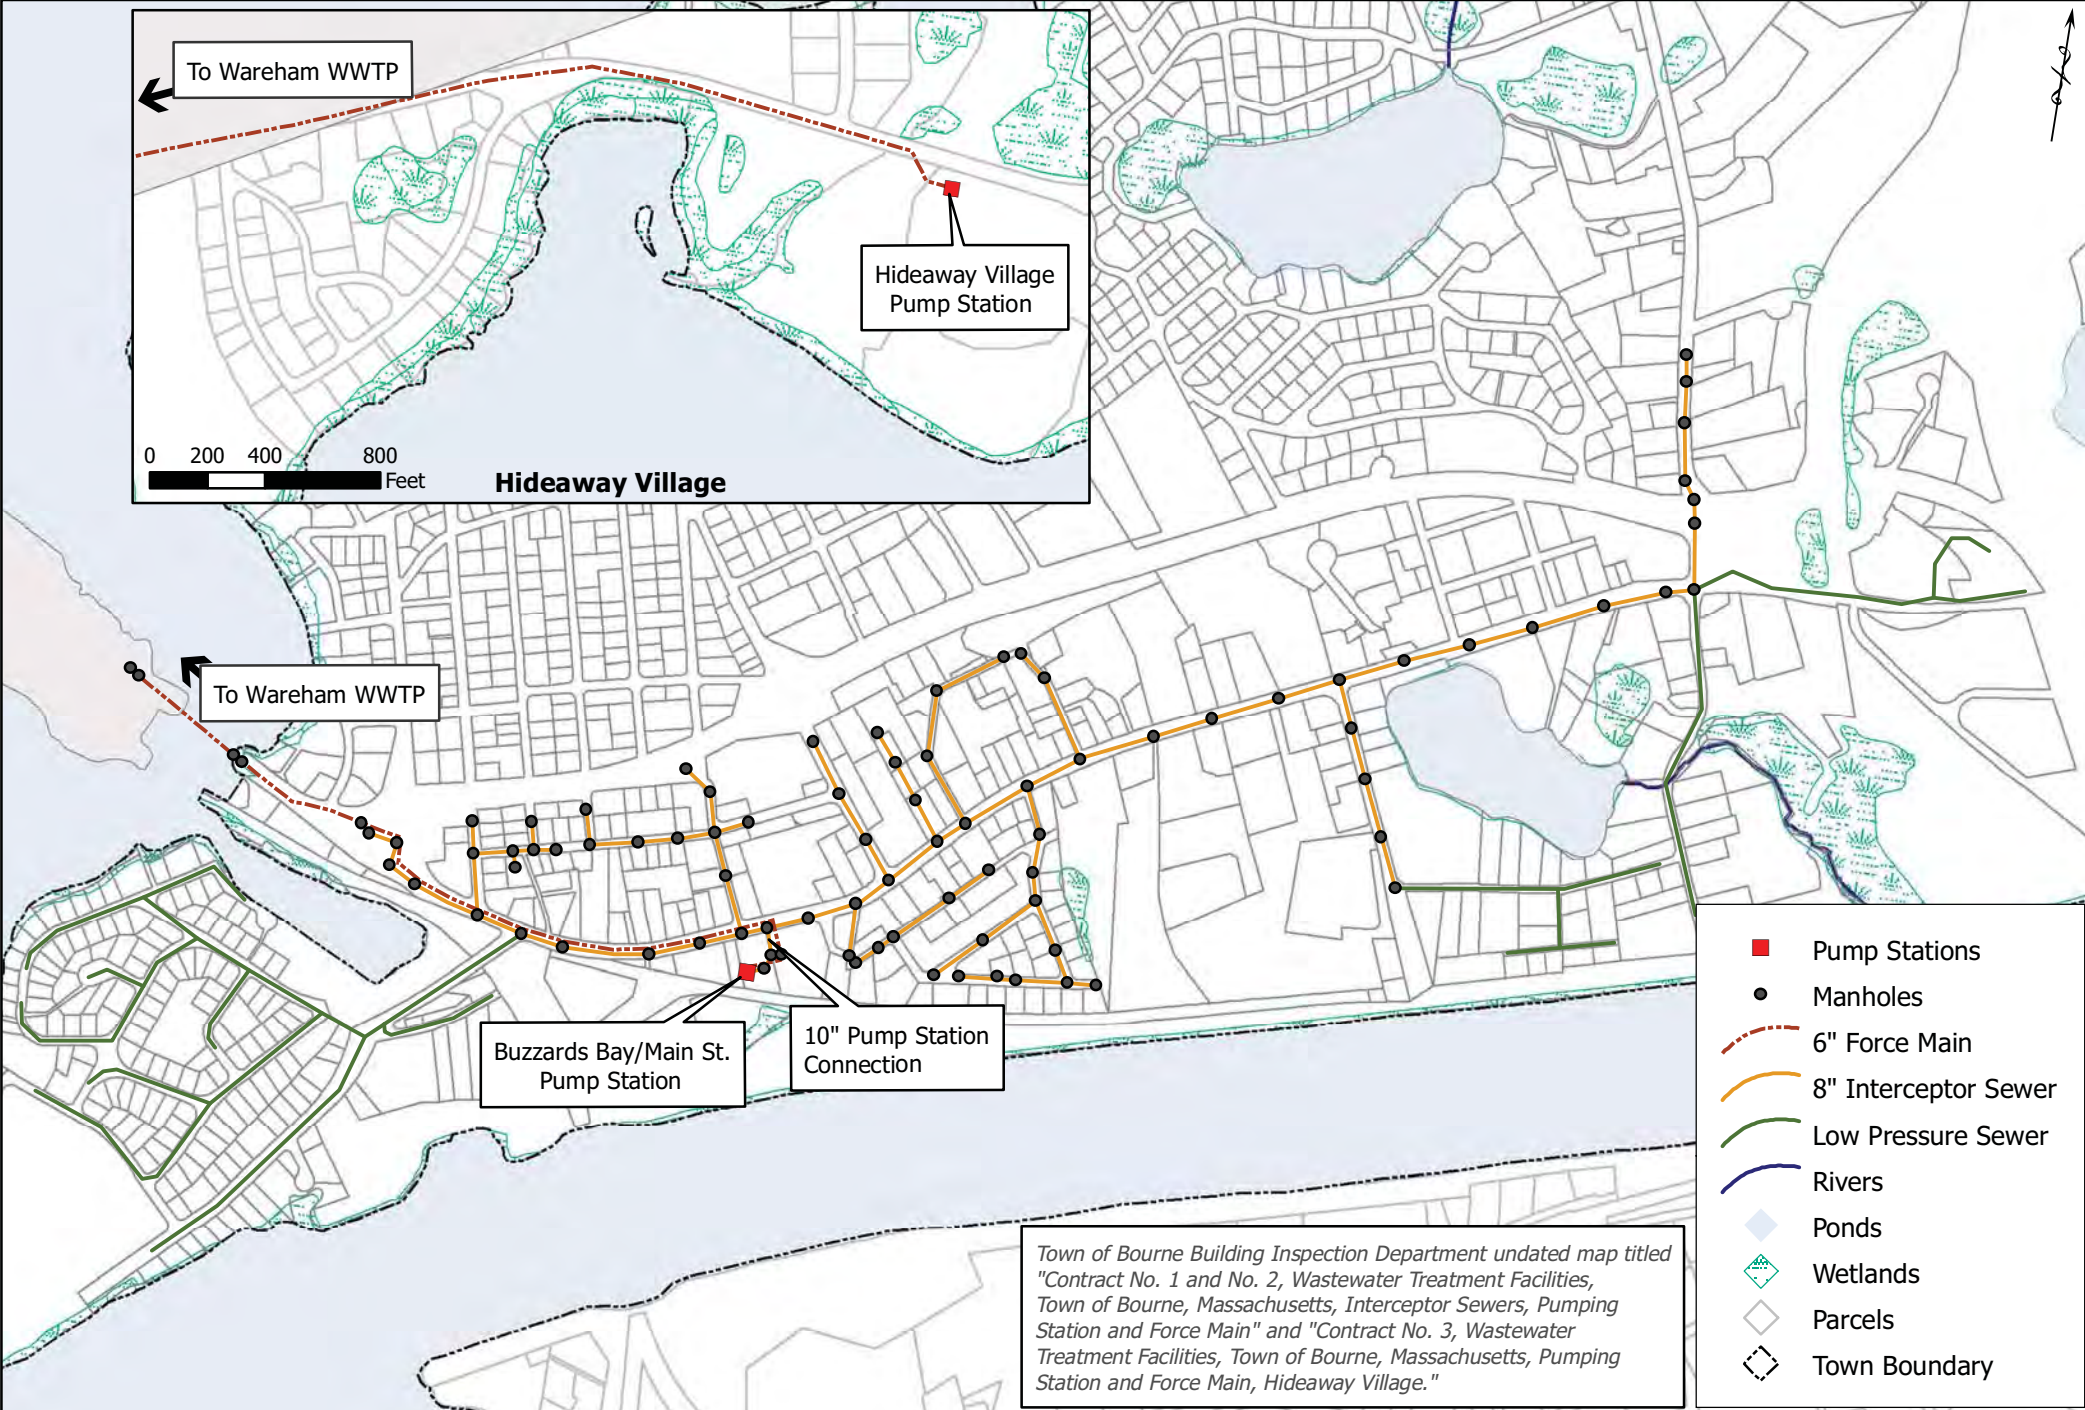 To Wareham WWTP
Hideaway Village
Pump Station
0 200 400 800
Feet
Hideaway Village
To Wareham WWTP
Buzzards Bay/Main St.
Pump Station
10" Pump Station
Connection
Pump Stations
Manholes
6" Force Main
8" Interceptor Sewer
Low Pressure Sewer
Rivers
Ponds
Wetlands
Parcels
Town Boundary
Town of Bourne Building Inspection Department undated map titled
"Contract No. 1 and No. 2, Wastewater Treatment Facilities,
Town of Bourne, Massachusetts, Interceptor Sewers, Pumping
Station and Force Main" and "Contract No. 3, Wastewater
Treatment Facilities, Town of Bourne, Massachusetts, Pumping
Station and Force Main, Hideaway Village."